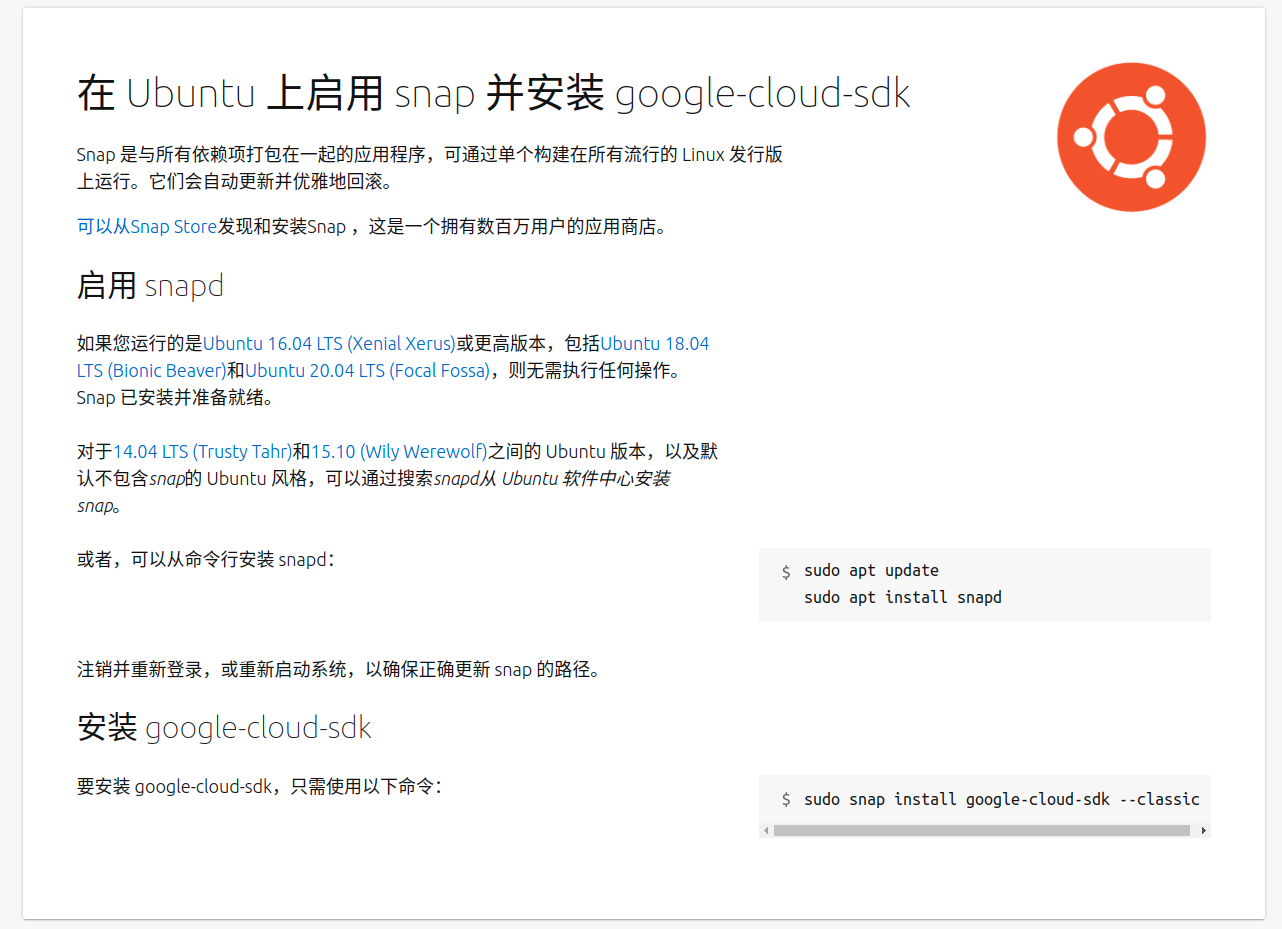 在 Ubuntu 上启用 snap 并安装 google-cloud-sdk
Snap 是与所有依赖项打包在一起的应用程序，可通过单个构建在所有流行的 Linux 发行版
上运行。它们会自动更新并优雅地回滚。
可以从Snap Store发现和安装Snap ，这是一个拥有数百万用户的应用商店。
启用 snapd
如果您运行的是Ubuntu 16.04 LTS (Xenial Xerus)或更高版本，包括Ubuntu 18.04
LTS (Bionic Beaver)和Ubuntu 20.04 LTS (Focal Fossa)，则无需执行任何操作。
Snap 已安装并准备就绪。
对于14.04 LTS (Trusty Tahr)和15.10 (Wily Werewolf)之间的 Ubuntu 版本，以及默
认不包含snap的 Ubuntu 风格，可以通过搜索snapd从 Ubuntu 软件中心安装
snap。
或者，可以从命令行安装 snapd：
$ sudo apt update
sudo apt install snapd
注销并重新登录，或重新启动系统，以确保正确更新 snap 的路径。
安装 google-cloud-sdk
要安装 google-cloud-sdk，只需使用以下命令：
$ sudo snap install google-cloud-sdk --classic